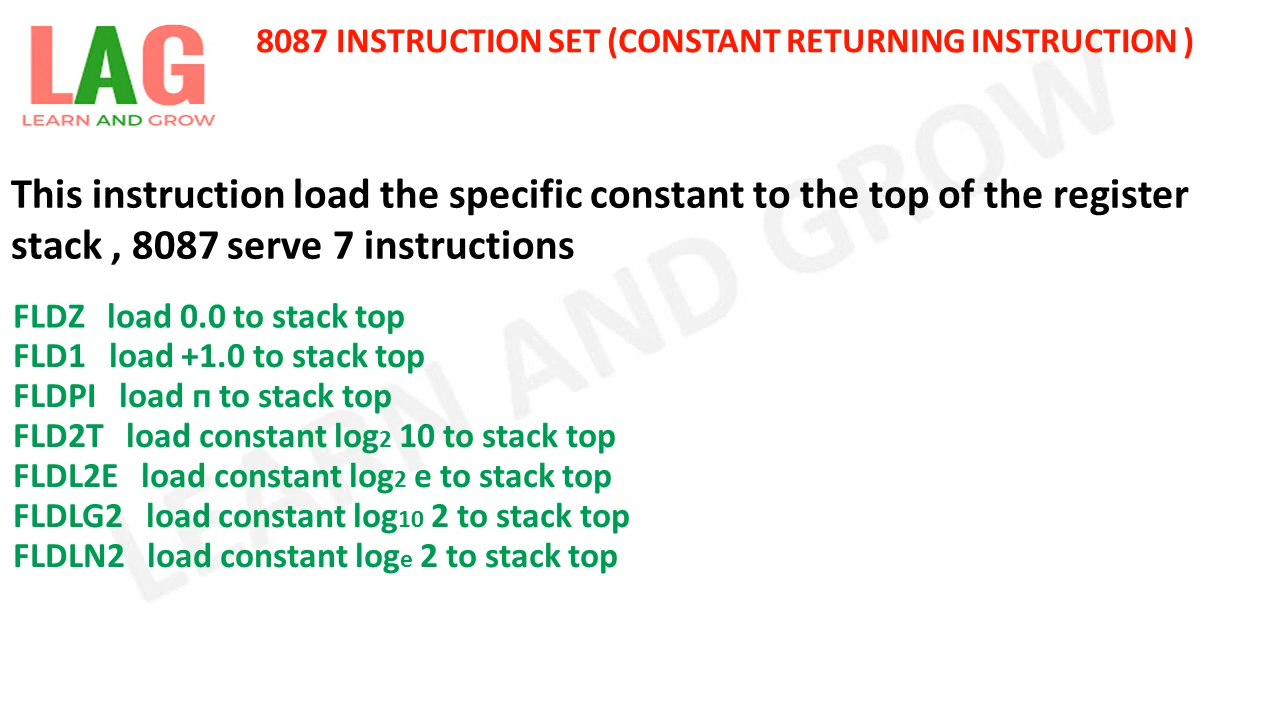 LAG
LEARN AND GROW
8087 INSTRUCTION SET (CONSTANT RETURNING INSTRUCTION )
This instruction load the specific constant to the top of the register
stack , 8087 serve 7 instructions
FLDZ load 0.0 to stack top
FLD1 load +1.0 to stack top
FLDPI load п to stack top
FLD2T load constant log₂ 10 to stack top
FLDL2E load constant log₂ e to stack top
FLDLG2 load constant log₁₀ 2 to stack top
FLDLN2 load constant logₑ 2 to stack top
LEARN AND GROW